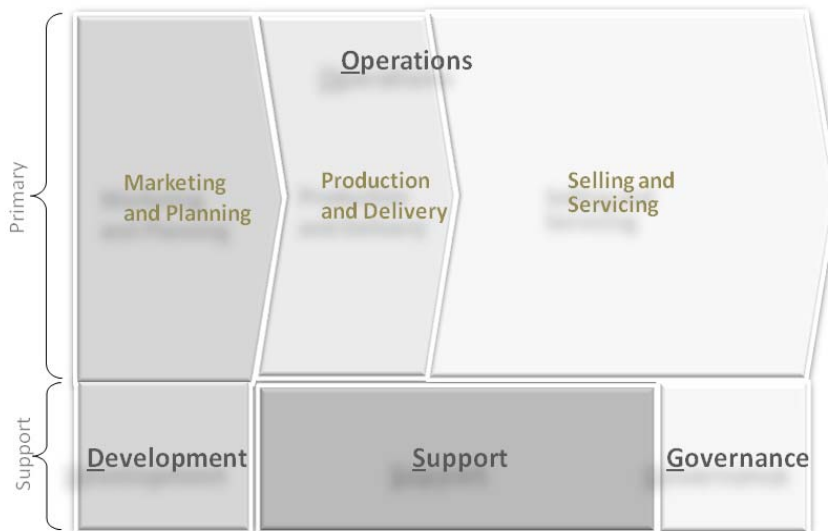 Primary
Operations
Marketing
and Planning
Production
and Delivery
Selling and
Servicing
Support
Development
Support
Governance